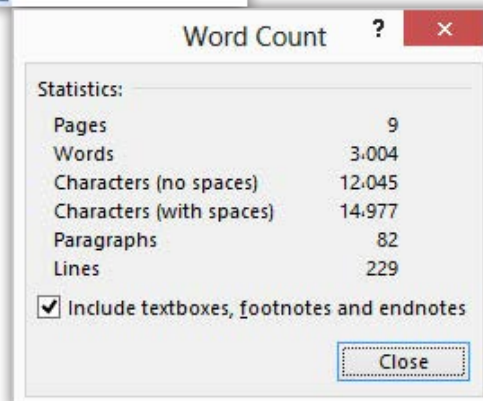 Word Count ? ×
Statistics:
Pages 9
Words 3.004
Characters (no spaces) 12.045
Characters (with spaces) 14.977
Paragraphs 82
Lines 229
Include textboxes, footnotes and endnotes
Close